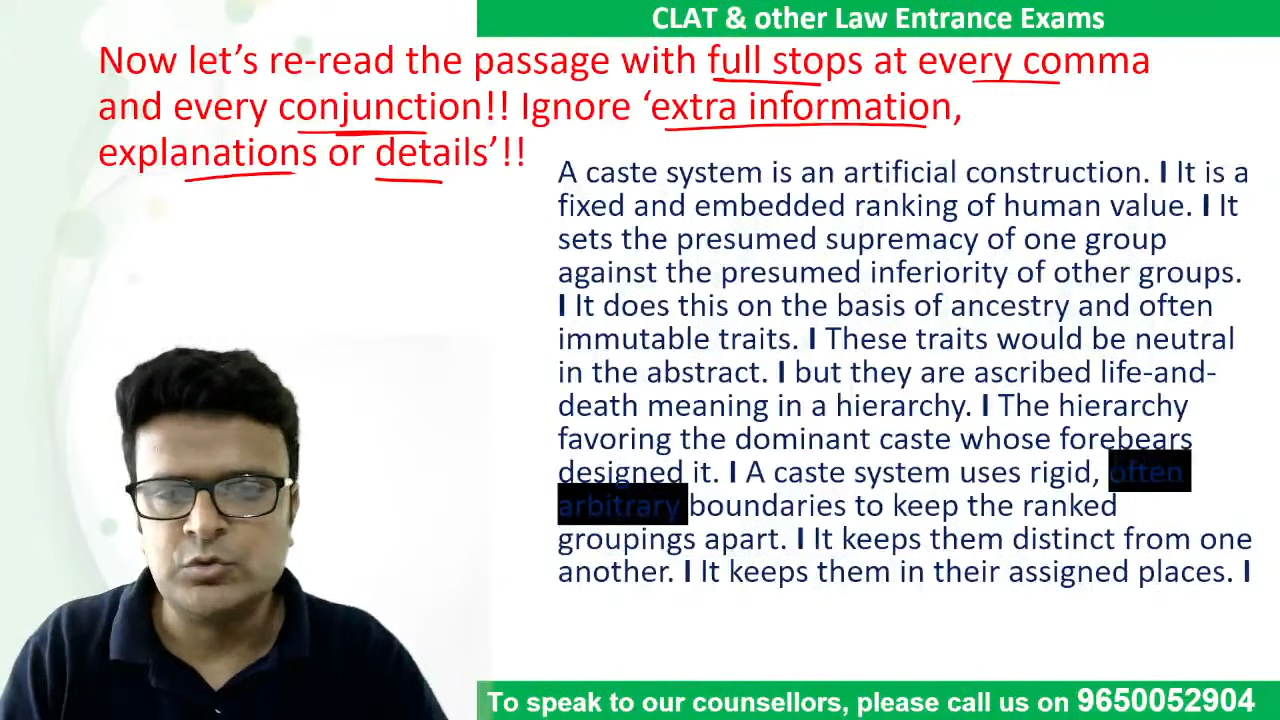 CLAT & other Law Entrance Exams
Now let’s re-read the passage with full stops at every comma
and every conjunction!! Ignore ‘extra information,
explanations or details’!!
A caste system is an artificial construction. I It is a
fixed and embedded ranking of human value. I It
sets the presumed supremacy of one group
against the presumed inferiority of other groups.
I It does this on the basis of ancestry and often
immutable traits. I These traits would be neutral
in the abstract. I but they are ascribed life-and-
death meaning in a hierarchy. I The hierarchy
favoring the dominant caste whose forebears
designed it. I A caste system uses rigid, often
arbitrary boundaries to keep the ranked
groupings apart. I It keeps them distinct from one
another. I It keeps them in their assigned places. I
To speak to our counsellors, please call us on 9650052904